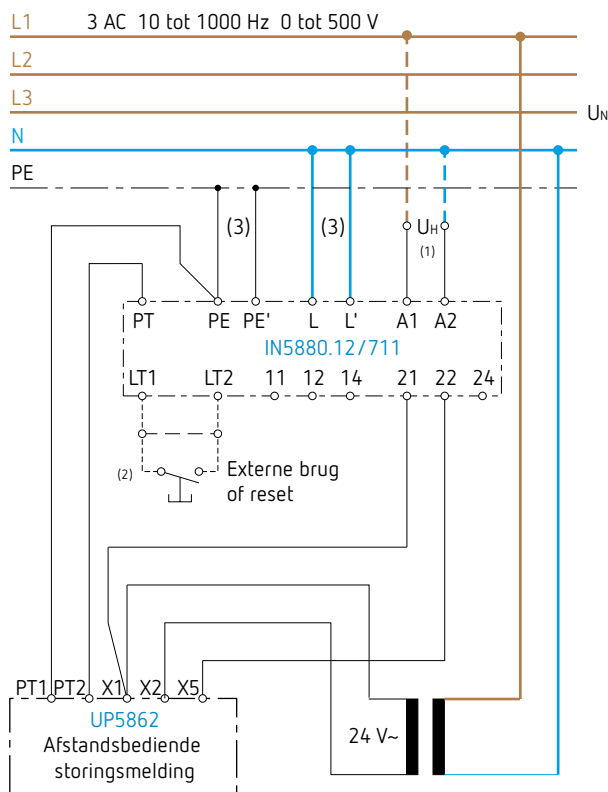 L1 3 AC 10 tot 1000 Hz 0 tot 500 V
L2
L3
UN
N
PE
(3) (3) UH
(1)
PT PE PE' L L' A1 A2
IN5880.12/711
LT1 LT2 11 12 14 21 22 24
(2) Externe brug
of reset
PT1 PT2 X1 X2 X5
UP5862
Afstandsbediende
storingsmelding
24 V~